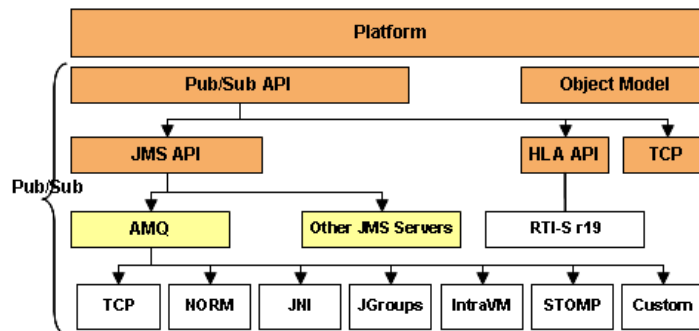 Platform
Pub/Sub API
Object Model
JMS API
HLA API
TCP
Pub/Sub
AMQ
Other JMS Servers
RTI-S r19
TCP
NORM
JNI
JGroups
IntraVM
STOMP
Custom